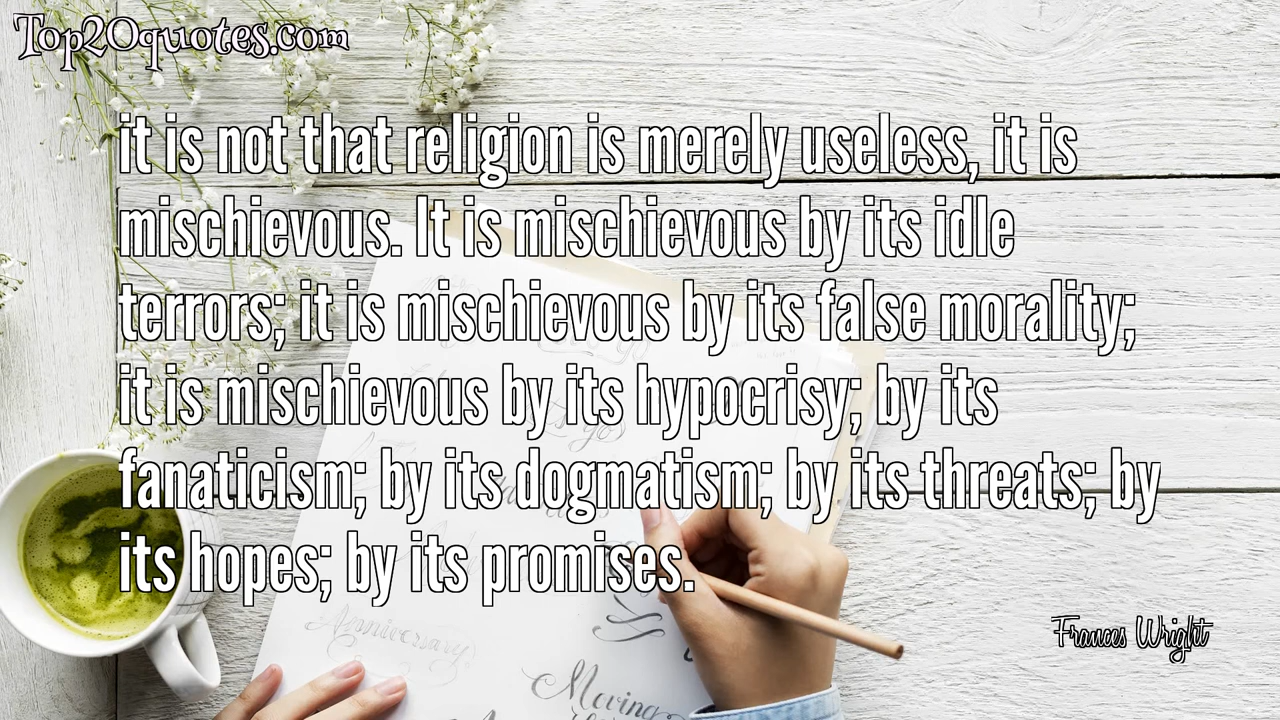 Top20quotes.com
it is not that religion is merely useless, it is
mischievous. It is mischievous by its idle
terrors; it is mischievous by its false morality;
it is mischievous by its hypocrisy; by its
fanaticism; by its dogmatism; by its threats; by
its hopes; by its promises.
Frances Wright
Anniversary
Moving